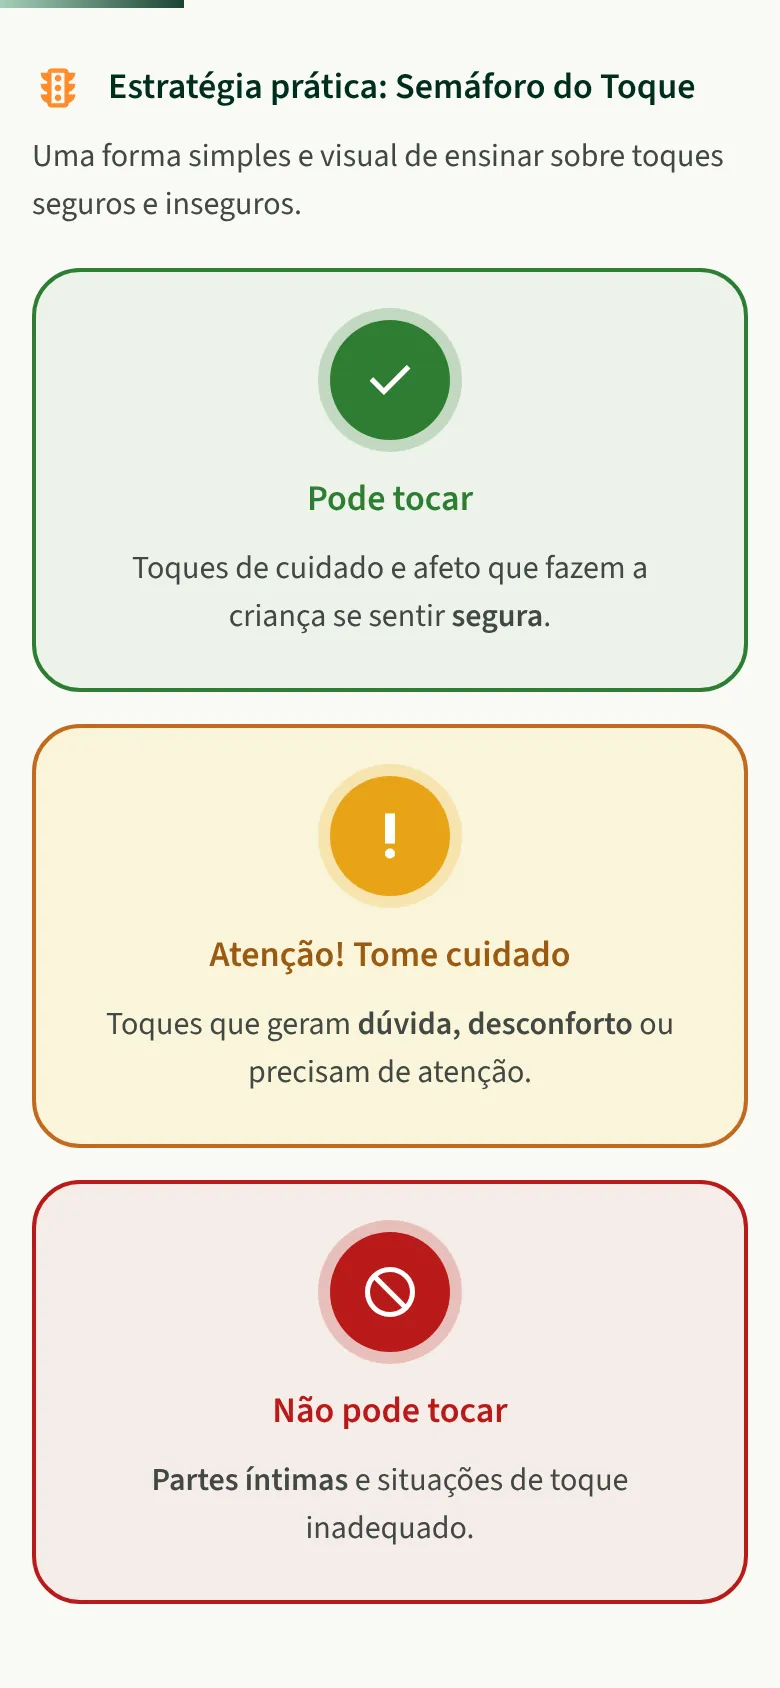 Estratégia prática: Semáforo do Toque
Uma forma simples e visual de ensinar sobre toques
seguros e inseguros.
Pode tocar
Toques de cuidado e afeto que fazem a
criança se sentir segura.
Atenção! Tome cuidado
Toques que geram dúvida, desconforto ou
precisam de atenção.
Não pode tocar
Partes íntimas e situações de toque
inadequado.